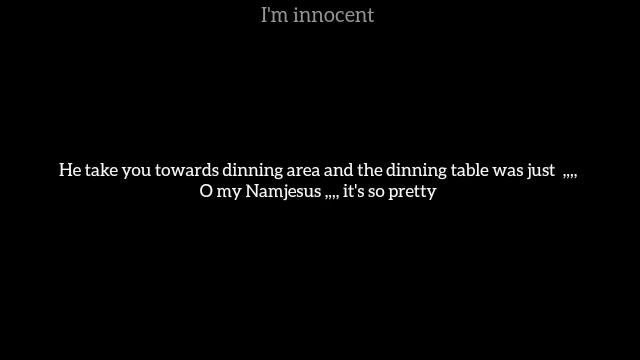 I'm innocent
He take you towards dinning area and the dinning table was just  ,,,,
O my Namjesus ,,,, it's so pretty